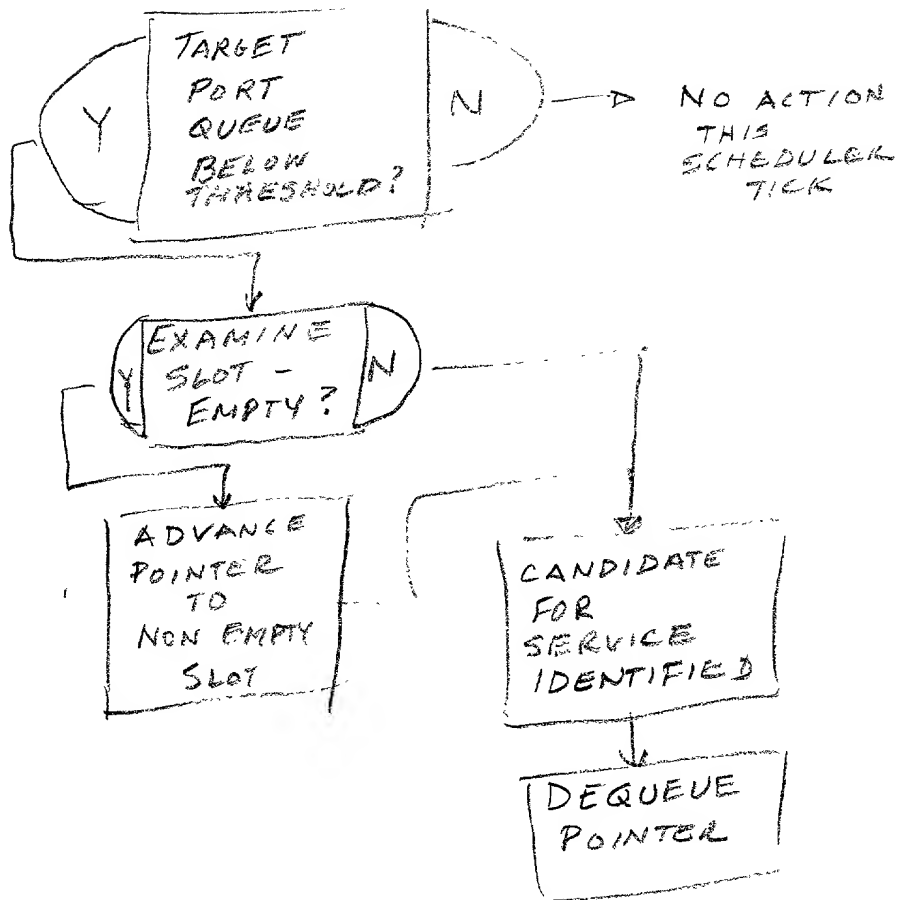 TARGET
PORT
QUEUE
BELOW
THRESHOLD?
Y
N
NO ACTION
THIS
SCHEDULER
TICK
EXAMINE
SLOT -
EMPTY?
Y
N
ADVANCE
POINTER
TO
NON EMPTY
SLOT
CANDIDATE
FOR
SERVICE
IDENTIFIED
DEQUEUE
POINTER